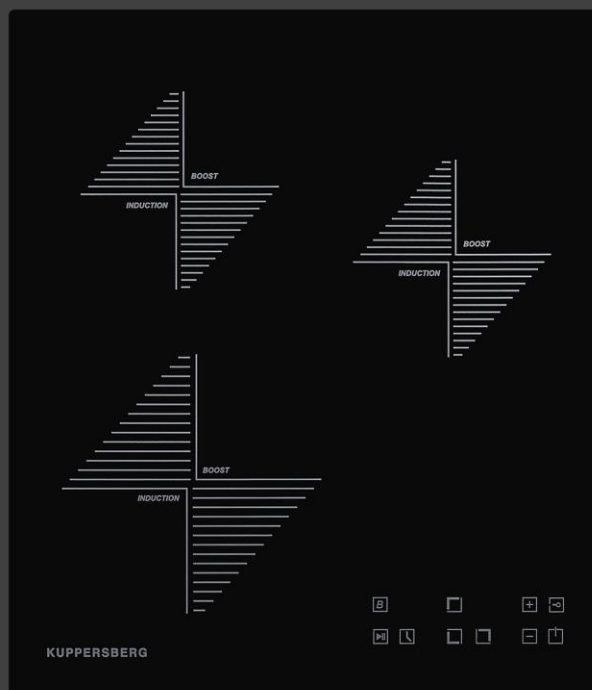 BOOST
INDUCTION
BOOST
INDUCTION
BOOST
INDUCTION
B
KUPPERSBERG